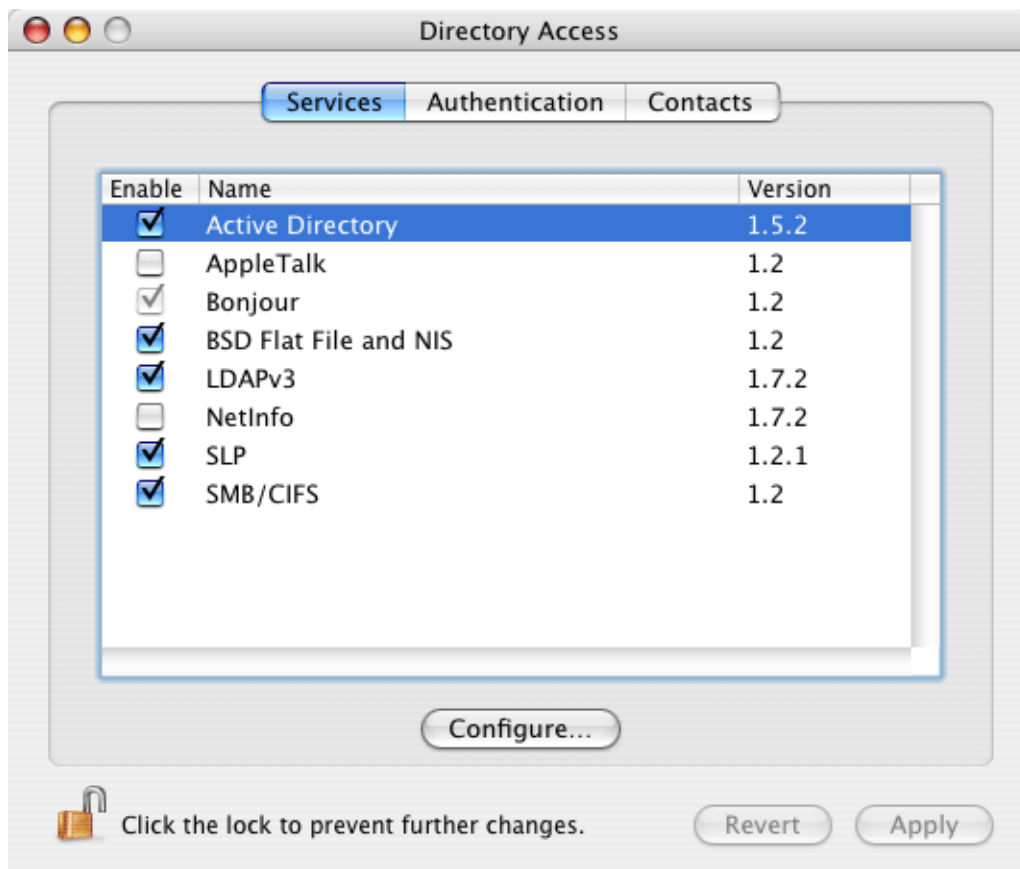 Directory Access
Services Authentication Contacts
Enable Name Version
Active Directory 1.5.2
AppleTalk 1.2
Bonjour 1.2
BSD Flat File and NIS 1.2
LDAPv3 1.7.2
NetInfo 1.7.2
SLP 1.2.1
SMB/CIFS 1.2
Configure...
Click the lock to prevent further changes. Revert Apply